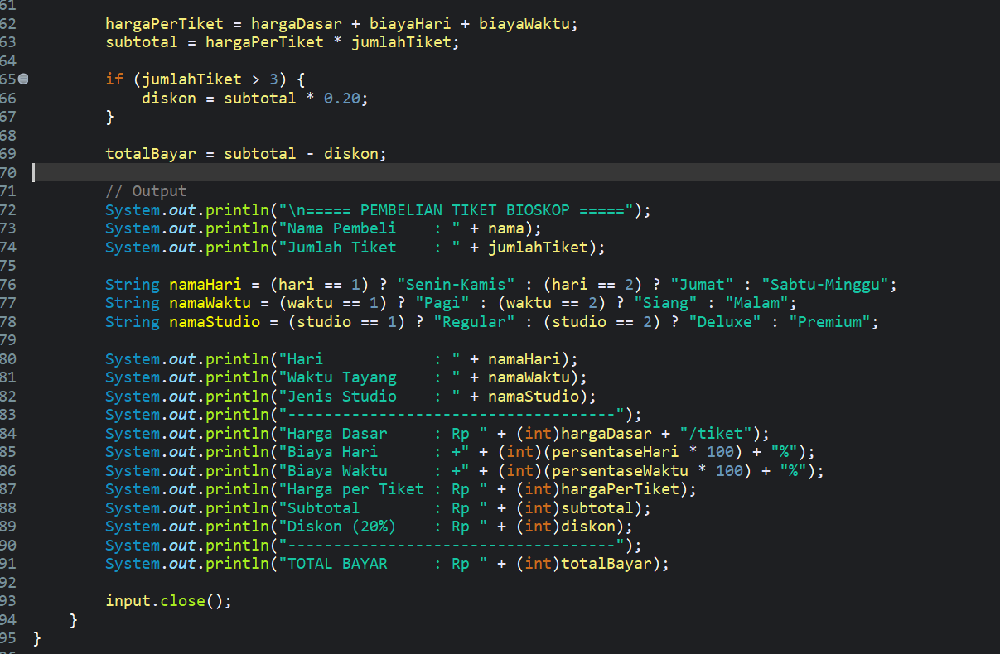 61
62        hargaPerTiket = hargaDasar + biayaHari + biayaWaktu;
63        subtotal = hargaPerTiket * jumlahTiket;
64
65        if (jumlahTiket > 3) {
66            diskon = subtotal * 0.20;
67        }
68
69        totalBayar = subtotal - diskon;
70
71        // Output
72        System.out.println("\n===== PEMBELIAN TIKET BIOSKOP =====");
73        System.out.println("Nama Pembeli    : " + nama);
74        System.out.println("Jumlah Tiket    : " + jumlahTiket);
75
76        String namaHari = (hari == 1) ? "Senin-Kamis" : (hari == 2) ? "Jumat" : "Sabtu-Minggu";
77        String namaWaktu = (waktu == 1) ? "Pagi" : (waktu == 2) ? "Siang" : "Malam";
78        String namaStudio = (studio == 1) ? "Regular" : (studio == 2) ? "Deluxe" : "Premium";
79
80        System.out.println("Hari            : " + namaHari);
81        System.out.println("Waktu Tayang    : " + namaWaktu);
82        System.out.println("Jenis Studio    : " + namaStudio);
83        System.out.println("------------------------------------");
84        System.out.println("Harga Dasar     : Rp " + (int)hargaDasar + "/tiket");
85        System.out.println("Biaya Hari      : +" + (int)(persentaseHari * 100) + "%");
86        System.out.println("Biaya Waktu     : +" + (int)(persentaseWaktu * 100) + "%");
87        System.out.println("Harga per Tiket : Rp " + (int)hargaPerTiket);
88        System.out.println("Subtotal        : Rp " + (int)subtotal);
89        System.out.println("Diskon (20%)    : Rp " + (int)diskon);
90        System.out.println("------------------------------------");
91        System.out.println("TOTAL BAYAR     : Rp " + (int)totalBayar);
92
93        input.close();
94    }
95}